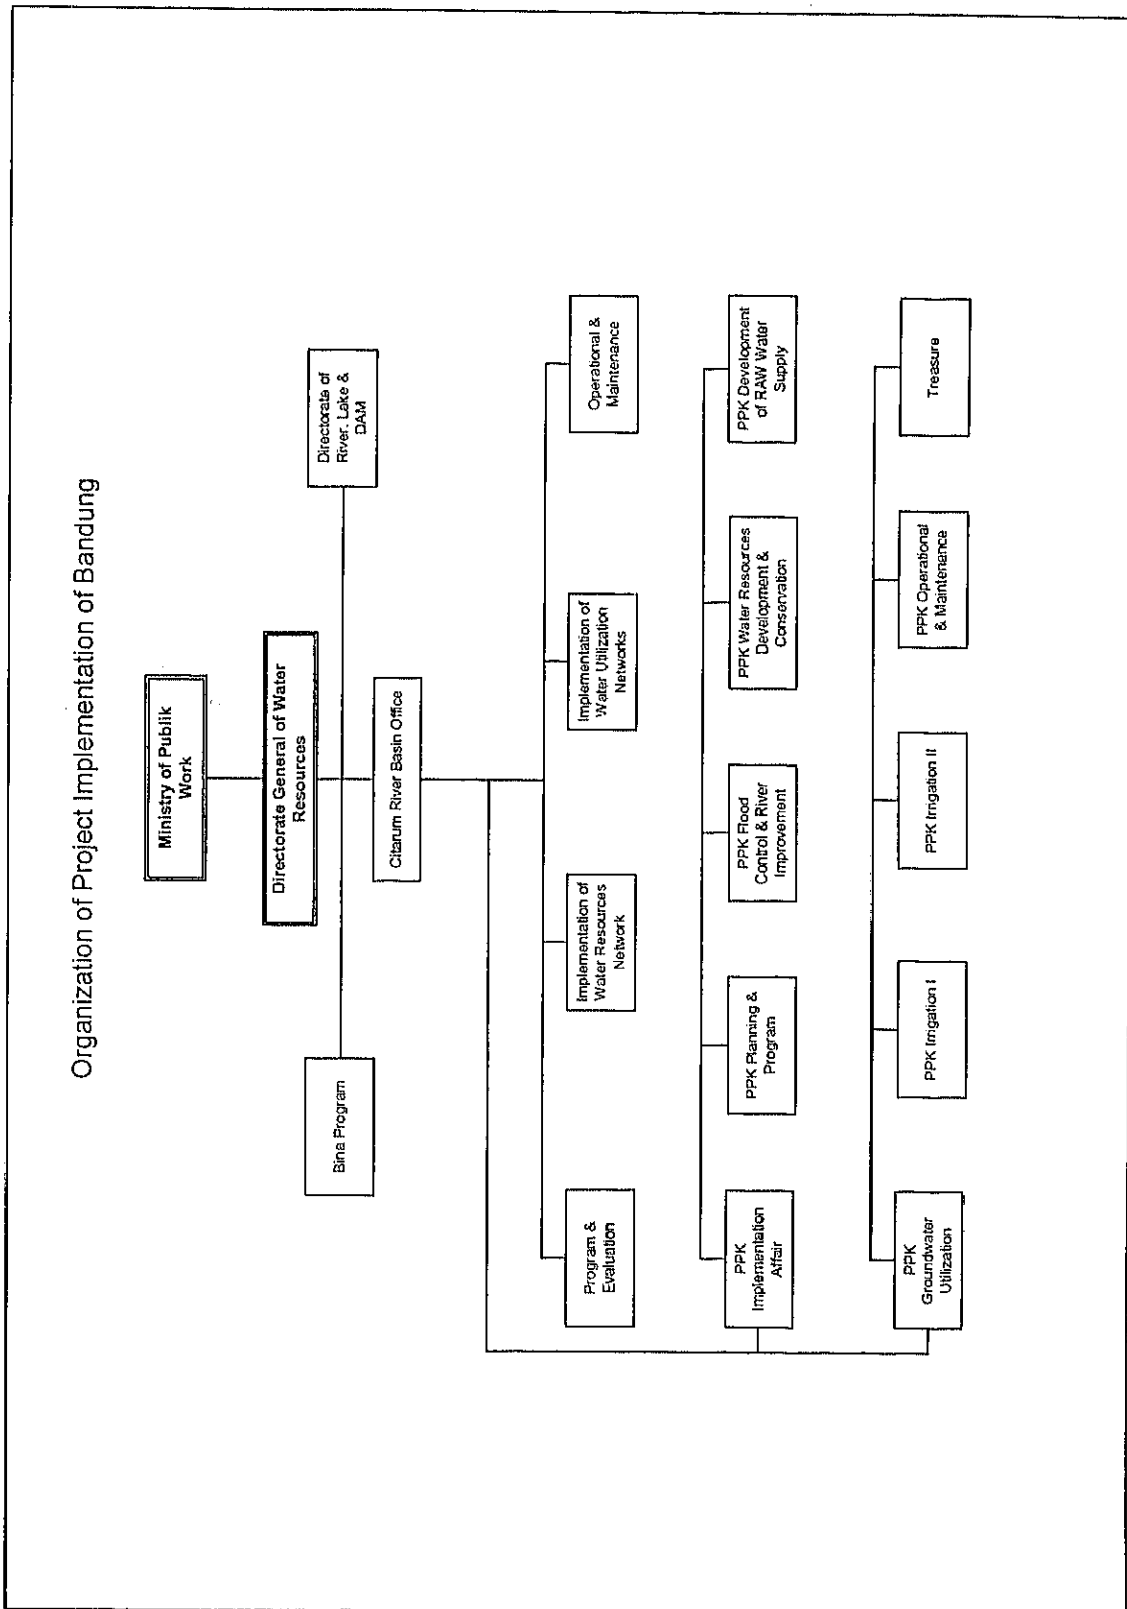 Organization of Project Implementation of Bandung
Ministry of Publik
Work
Directorate General of Water
Resources
Bina Program
Directorate of
River, Lake &
DAM
Citarum River Basin Office
Program &
Evaluation
Implementation of
Water Resources
Network
Implementation of
Water Utilization
Networks
Operational &
Maintenance
PPK
Implementation
Affair
PPK Planning &
Program
PPK Flood
Control & River
Improvement
PPK Water Resources
Development &
Conservation
PPK Development
of RAW Water
Supply
PPK
Groundwater
Utilization
PPK Irrigation I
PPK Irrigation II
PPK Operational
& Maintenance
Treasure